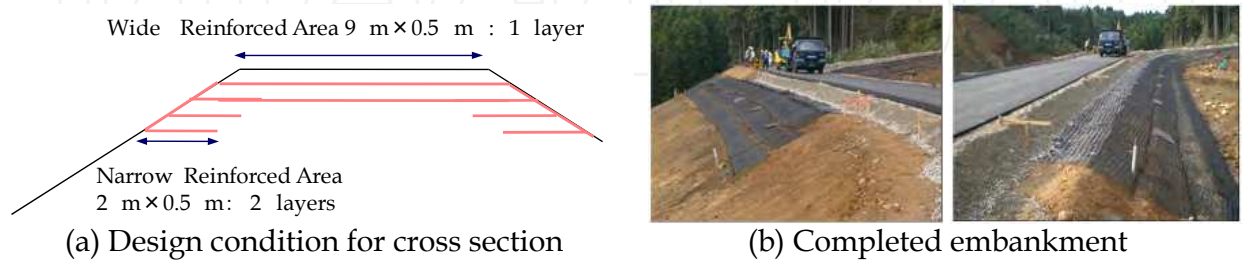 Wide Reinforced Area 9 m×0.5 m : 1 layer
Narrow Reinforced Area
2 m×0.5 m: 2 layers
(a) Design condition for cross section
(b) Completed embankment